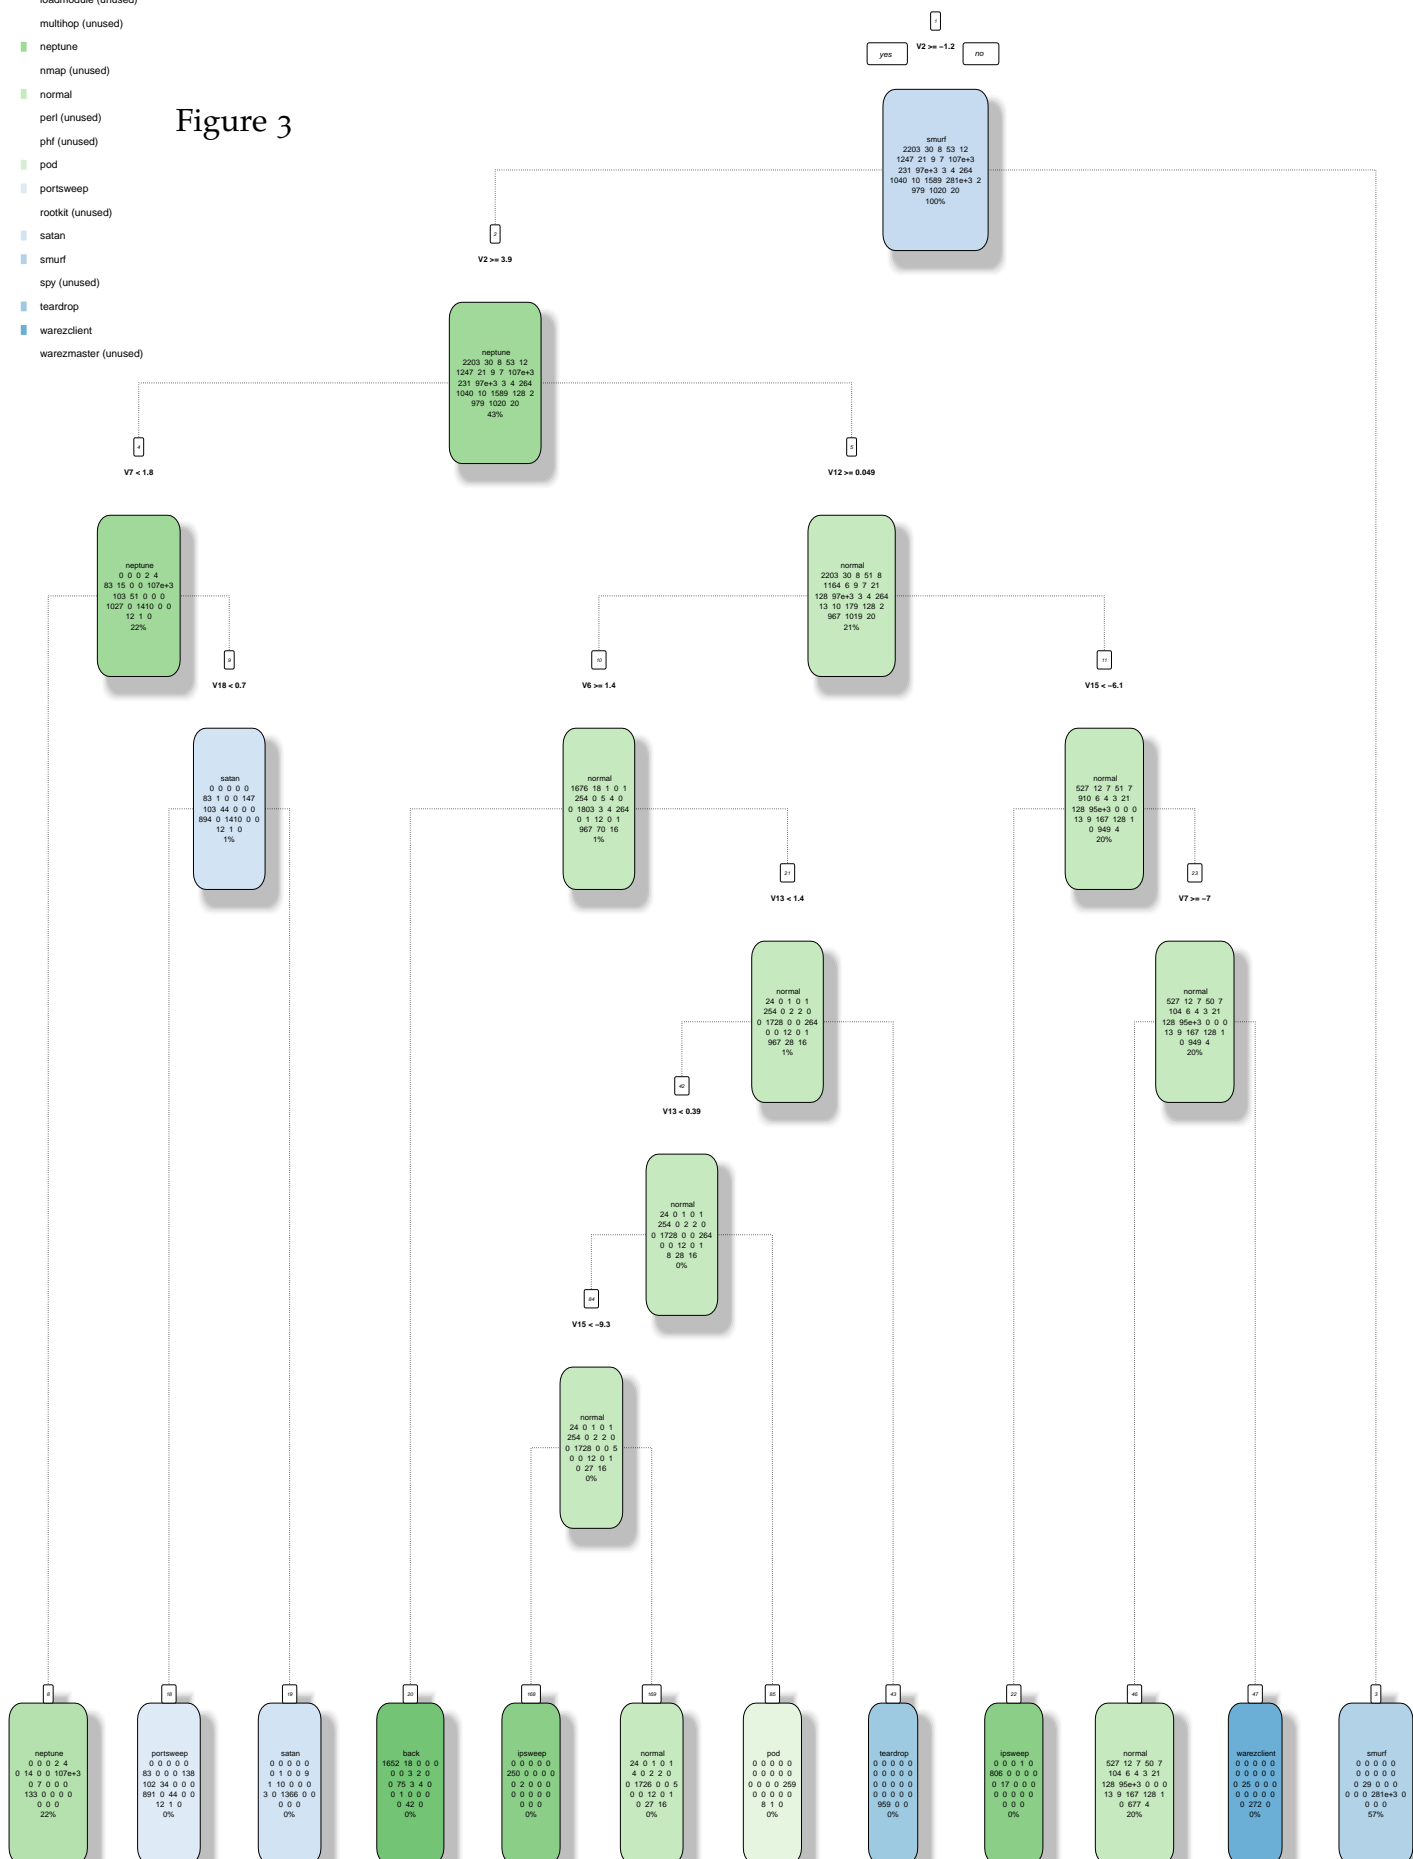 loadmodule (unused)
multihop (unused)
neptune
nmap (unused)
normal
perl (unused)
phf (unused)
pod
portsweep
rootkit (unused)
satan
smurf
spy (unused)
teardrop
warezclient
warezmaster (unused)
Figure 3
1
yes V2 >= −1.2 no
smurf
2203 30 8 53 12
1247 21 9 7 107e+3
231 97e+3 3 4 264
1040 10 1589 281e+3 2
979 1020 20
100%
2
V2 >= 3.9
neptune
2203 30 8 53 12
1247 21 9 7 107e+3
231 97e+3 3 4 264
1040 10 1589 128 2
979 1020 20
43%
4
V7 < 1.8
5
V12 >= 0.049
neptune
0 0 0 2 4
83 15 0 0 107e+3
103 51 0 0 0
1027 0 1410 0 0
12 1 0
22%
normal
2203 30 8 51 8
1164 6 9 7 21
128 97e+3 3 4 264
13 10 179 128 2
967 1019 20
21%
9
V18 < 0.7
10
V6 >= 1.4
11
V15 < −6.1
satan
0 0 0 0 0
83 1 0 0 147
103 44 0 0 0
894 0 1410 0 0
12 1 0
1%
normal
1676 18 1 0 1
254 0 5 4 0
0 1803 3 4 264
0 1 12 0 1
967 70 16
1%
normal
527 12 7 51 7
910 6 4 3 21
128 95e+3 0 0 0
13 9 167 128 1
0 949 4
20%
21
V13 < 1.4
23
V7 >= −7
normal
24 0 1 0 1
254 0 2 2 0
0 1728 0 0 264
0 0 12 0 1
967 28 16
1%
normal
527 12 7 50 7
104 6 4 3 21
128 95e+3 0 0 0
13 9 167 128 1
0 949 4
20%
42
V13 < 0.39
normal
24 0 1 0 1
254 0 2 2 0
0 1728 0 0 264
0 0 12 0 1
8 28 16
0%
84
V15 < −9.3
normal
24 0 1 0 1
254 0 2 2 0
0 1728 0 0 5
0 0 12 0 1
0 27 16
0%
8
neptune
0 0 0 2 4
0 14 0 0 107e+3
0 7 0 0 0
133 0 0 0 0
0 0 0
22%
18
portsweep
0 0 0 0 0
83 0 0 0 138
102 34 0 0 0
891 0 44 0 0
12 1 0
0%
19
satan
0 0 0 0 0
0 1 0 0 9
1 10 0 0 0
3 0 1366 0 0
0 0 0
0%
20
back
1652 18 0 0 0
0 0 3 2 0
0 75 3 4 0
0 1 0 0 0
0 42 0
0%
168
ipsweep
0 0 0 0 0
250 0 0 0 0
0 2 0 0 0
0 0 0 0 0
0 0 0
0%
169
normal
24 0 1 0 1
4 0 2 2 0
0 1726 0 0 5
0 0 12 0 1
0 27 16
0%
85
pod
0 0 0 0 0
0 0 0 0 0
0 0 0 0 259
0 0 0 0 0
8 1 0
0%
43
teardrop
0 0 0 0 0
0 0 0 0 0
0 0 0 0 0
0 0 0 0 0
959 0 0
0%
22
ipsweep
0 0 0 1 0
806 0 0 0 0
0 17 0 0 0
0 0 0 0 0
0 0 0
0%
46
normal
527 12 7 50 7
104 6 4 3 21
128 95e+3 0 0 0
13 9 167 128 1
0 677 4
20%
47
warezclient
0 0 0 0 0
0 0 0 0 0
0 25 0 0 0
0 0 0 0 0
0 272 0
0%
3
smurf
0 0 0 0 0
0 0 0 0 0
0 29 0 0 0
0 0 0 281e+3 0
0 0 0
57%